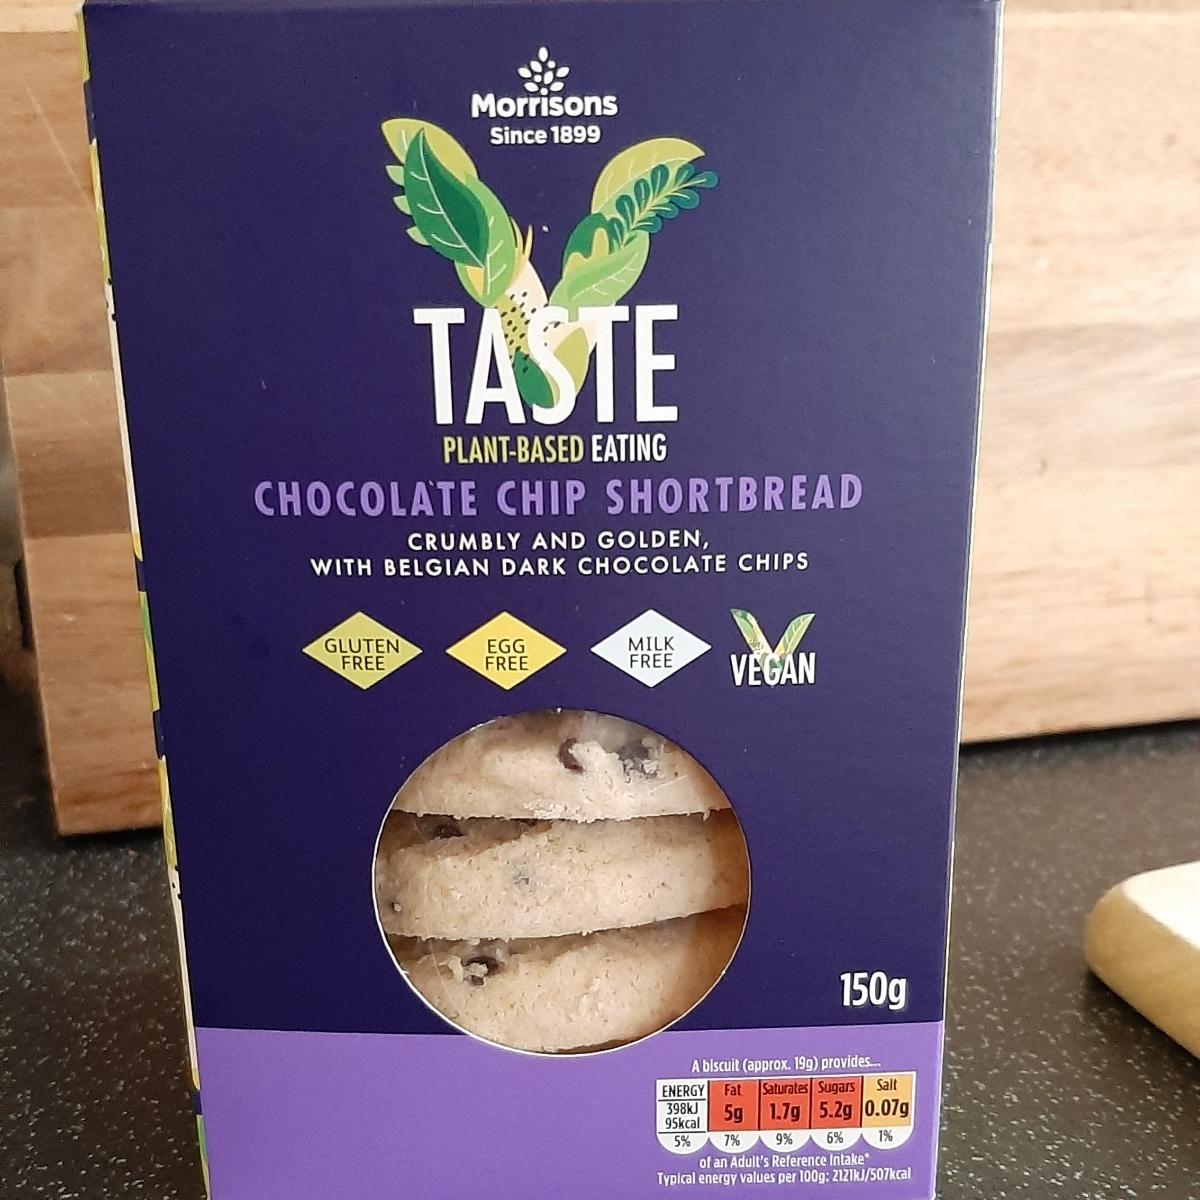 Morrisons
Since 1899
TASTE
PLANT-BASED EATING
CHOCOLATE CHIP SHORTBREAD
CRUMBLY AND GOLDEN,
WITH BELGIAN DARK CHOCOLATE CHIPS
GLUTEN FREE
EGG FREE
MILK FREE
VEGAN
150g
A biscuit (approx. 19g) provides...
ENERGY Fat Saturates Sugars Salt
398kJ
95kcal 5g 1.7g 5.2g 0.07g
5% 7% 9% 6% 1%
of an Adult's Reference Intake*
Typical energy values per 100g: 2121kJ/507kcal